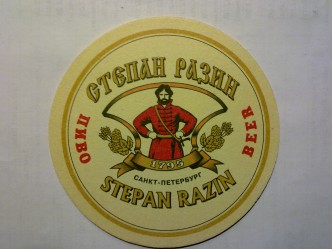 СТЕПАН РАЗИН
ПИВО
BEER
1795
САНКТ-ПЕТЕРБУРГ
STEPAN RAZIN